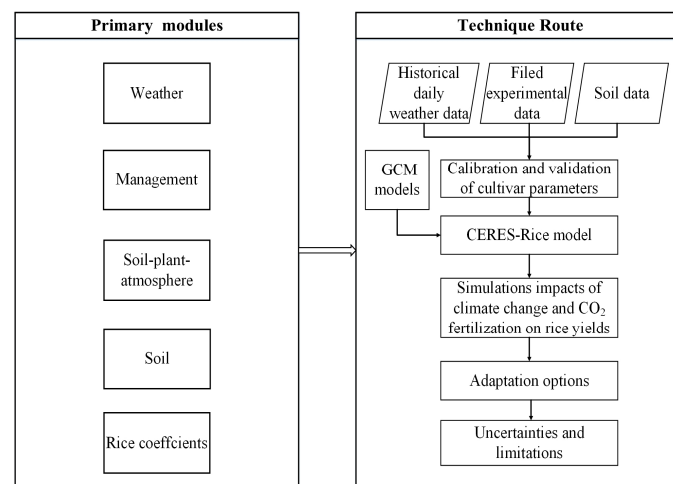 Primary modules
Weather
Management
Soil-plant-
atmosphere
Soil
Rice coeffcients
Technique Route
Historical
daily
weather data
Filed
experimental
data
Soil data
GCM
models
Calibration and validation
of cultivar parameters
CERES-Rice model
Simulations impacts of
climate change and CO₂
fertilization on rice yields
Adaptation options
Uncertainties and
limitations